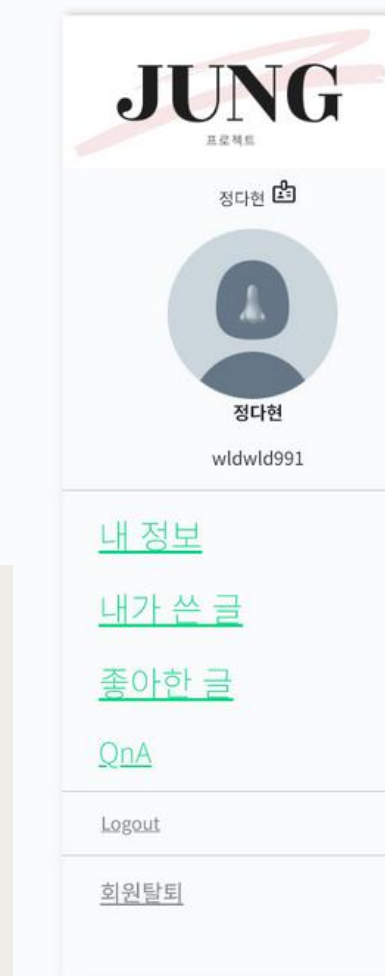 JUNG
프로젝트
정다현
정다현
wldwld991
내 정보
내가 쓴 글
좋아한 글
QnA
Logout
회원탈퇴